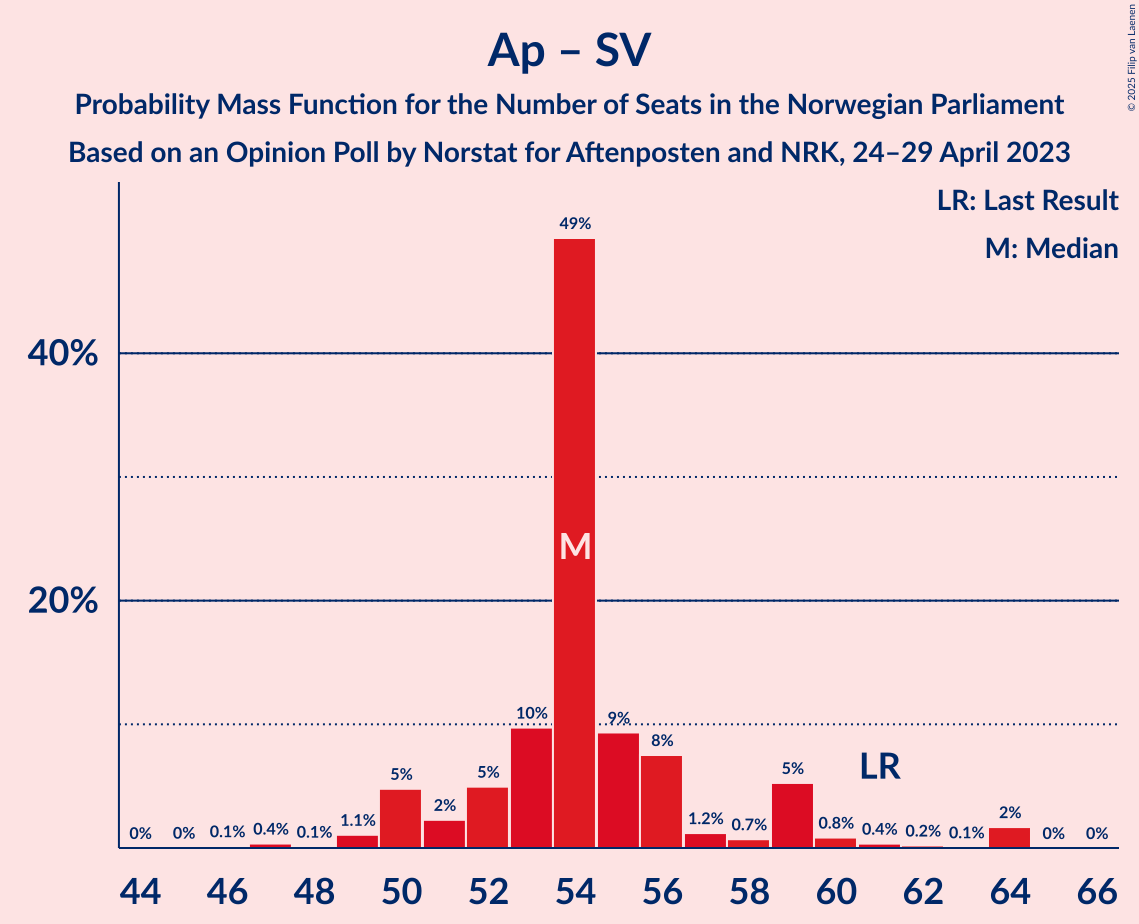 Ap – SV
Probability Mass Function for the Number of Seats in the Norwegian Parliament
Based on an Opinion Poll by Norstat for Aftenposten and NRK, 24–29 April 2023
© 2025 Filip van Laenen
LR: Last Result
M: Median
40%
20%
0%
0%
0.1%
0.4%
0.1%
1.1%
5%
2%
5%
10%
49%
M
9%
8%
1.2%
0.7%
5%
0.8%
LR
0.4%
0.2%
0.1%
2%
0%
0%
44 46 48 50 52 54 56 58 60 62 64 66